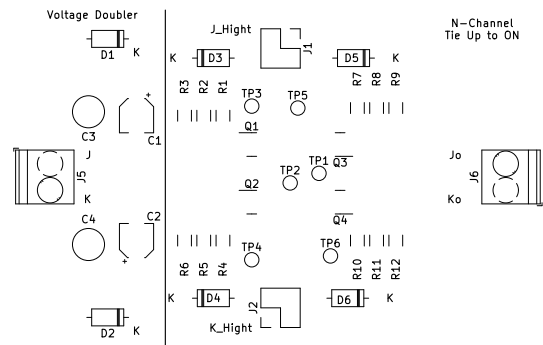 Voltage Doubler
D1
K
C3
C1
J
J5
K
C4
C2
D2
K
J_Hight
J1
K
D3
D5
K
R3
R2
R1
R7
R8
R9
TP3
TP5
Q1
Q3
TP1
TP2
Q2
Q4
TP4
TP6
R6
R5
R4
R10
R11
R12
K
D4
J2
D6
K
K_Hight
N-Channel
Tie Up to ON
Jo
J6
Ko
+
+